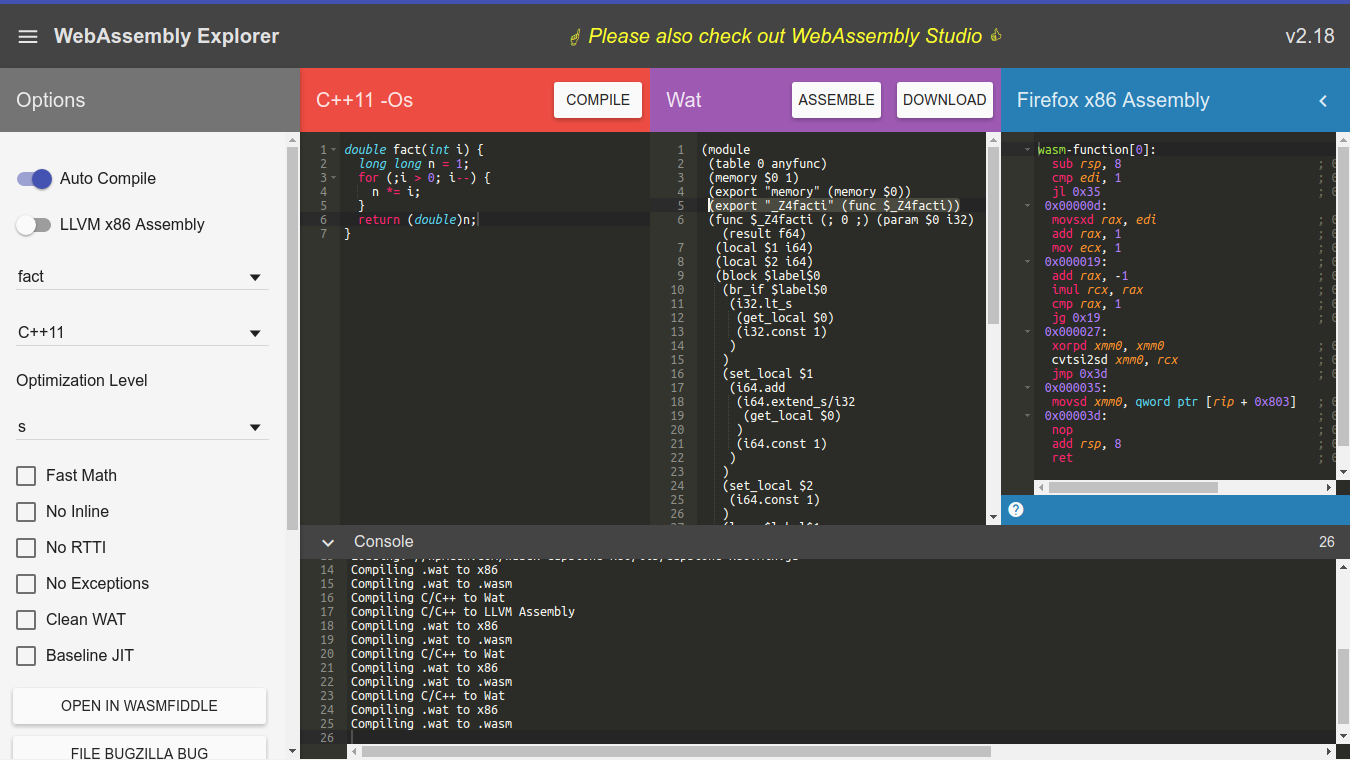 WebAssembly Explorer
☝ Please also check out WebAssembly Studio 👍
v2.18
Options
Auto Compile
LLVM x86 Assembly
fact
C++11
Optimization Level
s
Fast Math
No Inline
No RTTI
No Exceptions
Clean WAT
Baseline JIT
OPEN IN WASMFIDDLE
FILE BUGZILLA BUG
C++11 -Os
COMPILE
1 double fact(int i) {
2 long long n = 1;
3 for (;i > 0; i--) {
4 n *= i;
5 }
6 return (double)n;
7 }
Wat
ASSEMBLE
DOWNLOAD
1 (module
2 (table 0 anyfunc)
3 (memory $0 1)
4 (export "memory" (memory $0))
5 (export "_Z4facti" (func $_Z4facti))
6 (func $_Z4facti (; 0 ;) (param $0 i32)
(result f64)
7 (local $1 i64)
8 (local $2 i64)
9 (block $label$0
10 (br_if $label$0
11 (i32.lt_s
12 (get_local $0)
13 (i32.const 1)
14 )
15 )
16 (set_local $1
17 (i64.add
18 (i64.extend_s/i32
19 (get_local $0)
20 )
21 (i64.const 1)
22 )
23 )
24 (set_local $2
25 (i64.const 1)
26 )
Firefox x86 Assembly
wasm-function[0]:
sub rsp, 8 ;
cmp edi, 1 ;
jl 0x35 ;
0x00000d:
movsxd rax, edi ;
add rax, 1 ;
mov ecx, 1 ;
0x000019:
add rax, -1 ;
imul rcx, rax ;
cmp rax, 1 ;
jg 0x19 ;
0x000027:
xorpd xmm0, xmm0 ;
cvtsi2sd xmm0, rcx ;
jmp 0x3d ;
0x000035:
movsd xmm0, qword ptr [rip + 0x803] ;
0x00003d:
nop ;
add rsp, 8 ;
ret ;
Console
26
14 Compiling .wat to x86
15 Compiling .wat to .wasm
16 Compiling C/C++ to Wat
17 Compiling C/C++ to LLVM Assembly
18 Compiling .wat to x86
19 Compiling .wat to .wasm
20 Compiling C/C++ to Wat
21 Compiling .wat to x86
22 Compiling .wat to .wasm
23 Compiling C/C++ to Wat
24 Compiling .wat to x86
25 Compiling .wat to .wasm
26